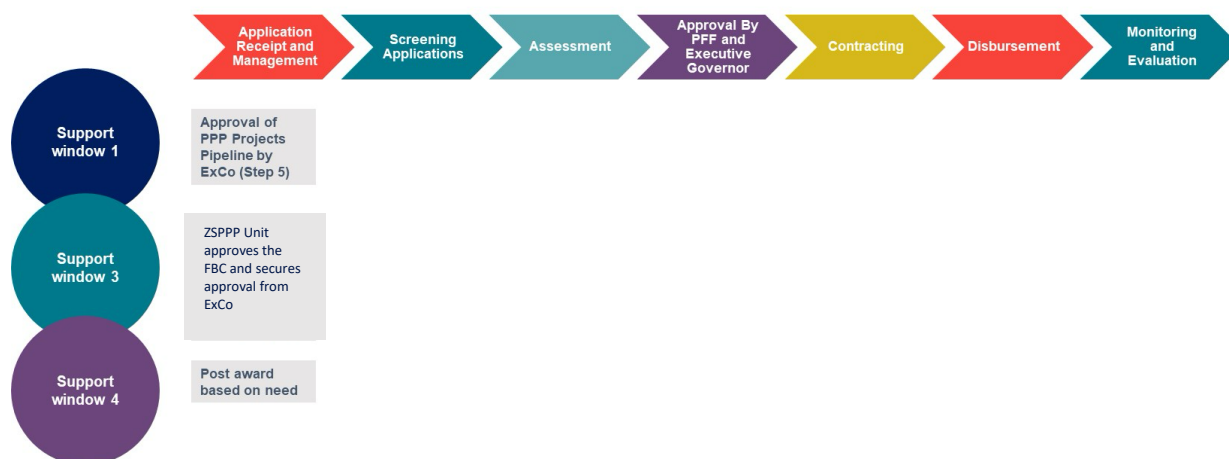 Application
Receipt and
Management
Screening
Applications
Assessment
Approval By
PFF and
Executive
Governor
Contracting
Disbursement
Monitoring
and
Evaluation
Support
window 1
Approval of
PPP Projects
Pipeline by
ExCo (Step 5)
Support
window 3
ZSPPP Unit
approves the
FBC and secures
approval from
ExCo
Support
window 4
Post award
based on need